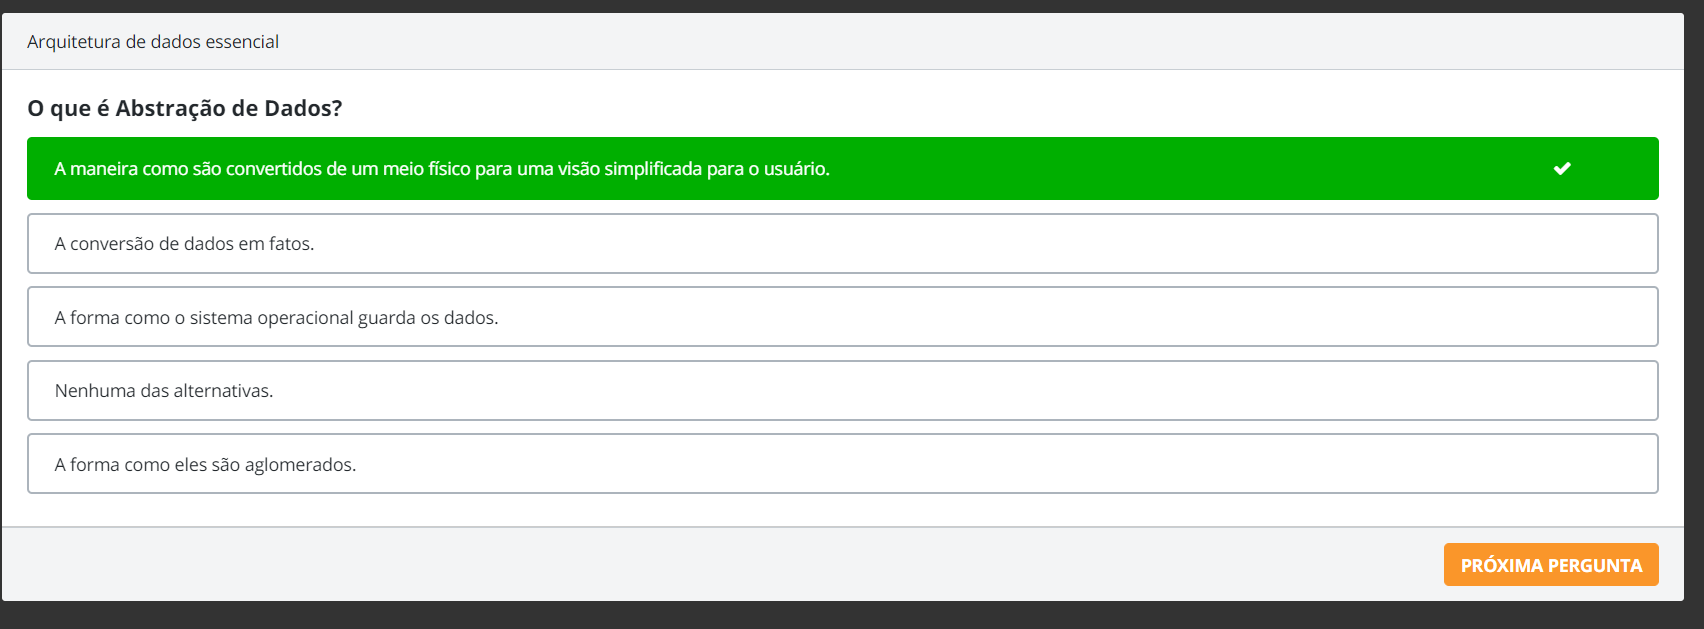 Arquitetura de dados essencial
O que é Abstração de Dados?
A maneira como são convertidos de um meio físico para uma visão simplificada para o usuário.
A conversão de dados em fatos.
A forma como o sistema operacional guarda os dados.
Nenhuma das alternativas.
A forma como eles são aglomerados.
PRÓXIMA PERGUNTA